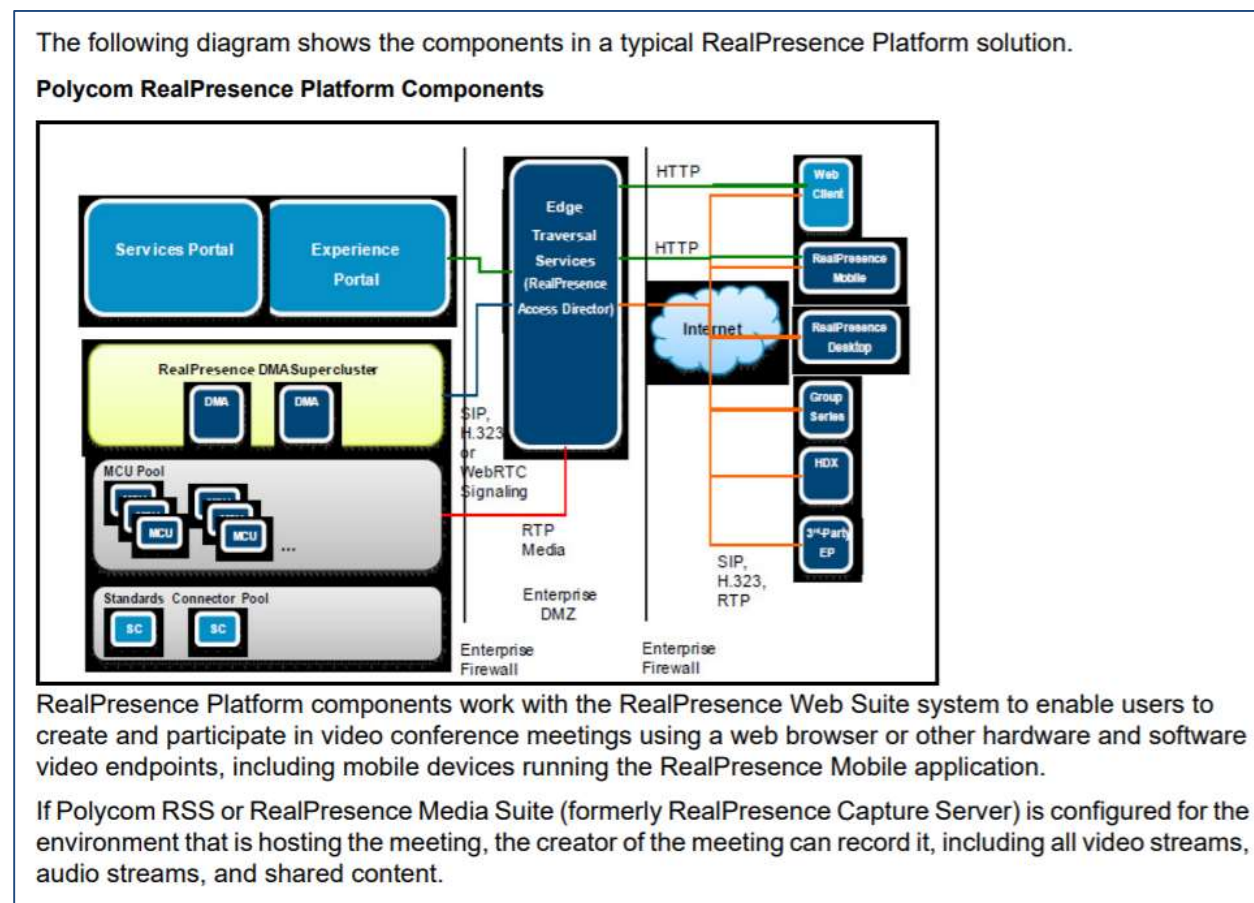 The following diagram shows the components in a typical RealPresence Platform solution.
Polycom RealPresence Platform Components
Services Portal
Experience
Portal
Edge
Traversal
Services
(RealPresence
Access Director)
HTTP
HTTP
Internet
Web
Client
RealPresence
Mobile
RealPresence
Desktop
Group
Series
HDX
3rd-Party
EP
RealPresence DMASupercluster
DMA
DMA
SIP,
H.323
or
WebRTC
Signaling
MCU Pool
MCU
MCU
...
RTP
Media
SIP,
H.323,
RTP
Standards Connector Pool
SC
SC
Enterprise
DMZ
Enterprise
Firewall
Enterprise
Firewall
RealPresence Platform components work with the RealPresence Web Suite system to enable users to
create and participate in video conference meetings using a web browser or other hardware and software
video endpoints, including mobile devices running the RealPresence Mobile application.
If Polycom RSS or RealPresence Media Suite (formerly RealPresence Capture Server) is configured for the
environment that is hosting the meeting, the creator of the meeting can record it, including all video streams,
audio streams, and shared content.